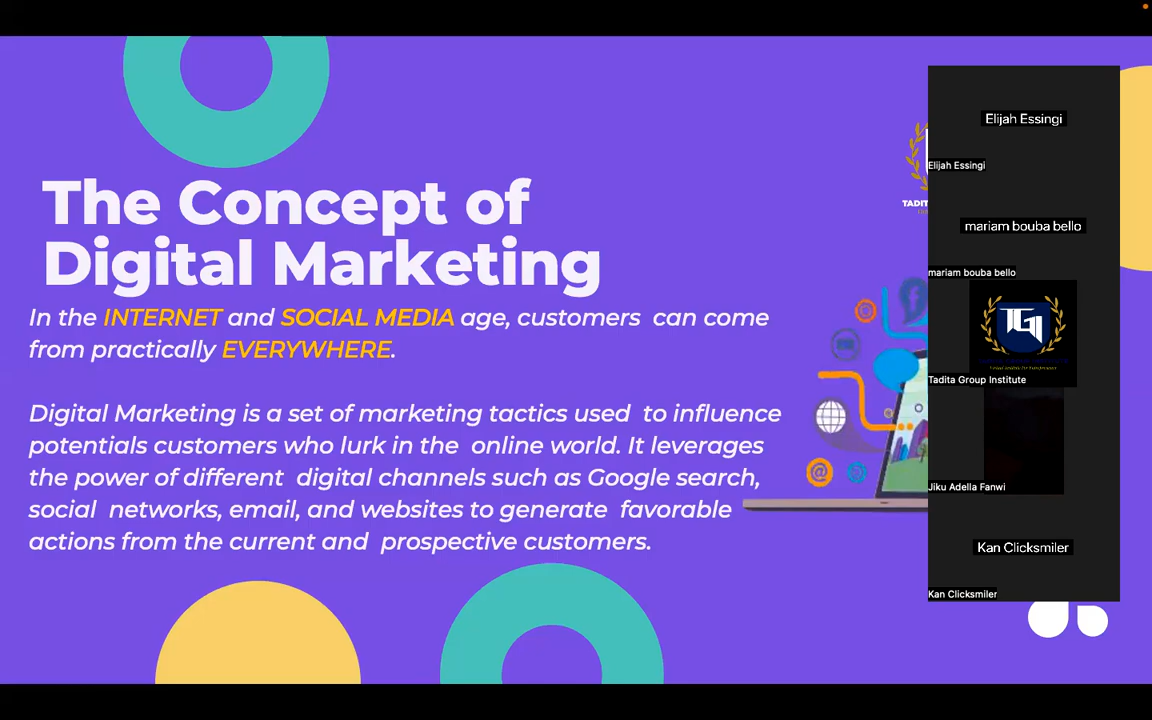 The Concept of
Digital Marketing
In the INTERNET and SOCIAL MEDIA age, customers can come
from practically EVERYWHERE.
Digital Marketing is a set of marketing tactics used to influence
potentials customers who lurk in the online world. It leverages
the power of different digital channels such as Google search,
social networks, email, and websites to generate favorable
actions from the current and prospective customers.
TADIT
Elijah Essingi
Elijah Essingi
mariam bouba bello
mariam bouba bello
TGI
Tadita Group Institute
Jiku Adella Fanwi
Kan Clicksmiler
Kan Clicksmiler